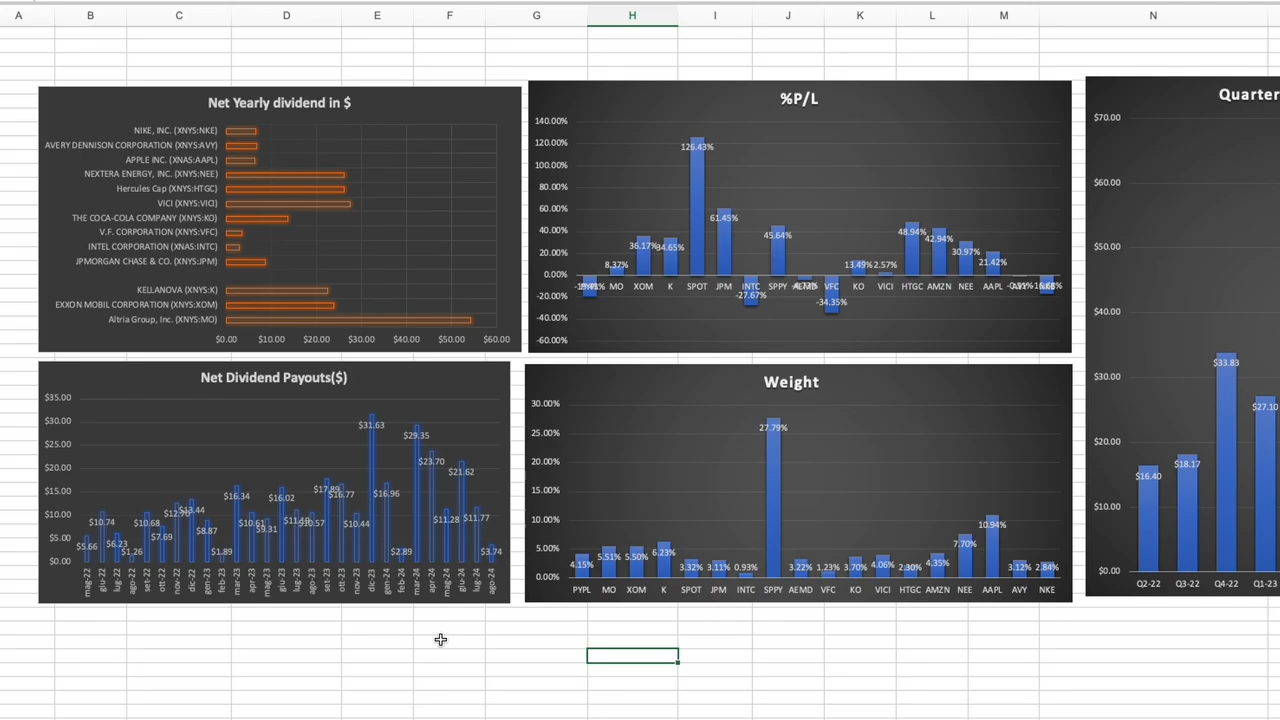 A B C D E F G H I J K L M N
Net Yearly dividend in $
NIKE, INC. (XNYS:NKE)
AVERY DENNISON CORPORATION (XNYS:AVY)
APPLE INC. (XNAS:AAPL)
NEXTERA ENERGY, INC. (XNYS:NEE)
Hercules Cap (XNYS:HTGC)
VICI (XNYS:VICI)
THE COCA-COLA COMPANY (XNYS:KO)
V.F. CORPORATION (XNYS:VFC)
INTEL CORPORATION (XNAS:INTC)
JPMORGAN CHASE & CO. (XNYS:JPM)
KELLANOVA (XNYS:K)
EXXON MOBIL CORPORATION (XNYS:XOM)
Altria Group, Inc. (XNYS:MO)
$0.00 $10.00 $20.00 $30.00 $40.00 $50.00 $60.00
%P/L
140.00%
120.00%
100.00%
80.00%
60.00%
40.00%
20.00%
0.00%
-20.00%
-40.00%
-60.00%
8.37% 36.17% 34.65% 126.43% 61.45% -27.67% 45.64% -34.35% 13.49% 2.57% 48.94% 42.94% 30.97% 21.42%
MO XOM K SPOT JPM INTC SPPY VFC KO VICI HTGC AMZN NEE AAPL
Net Dividend Payouts($)
$35.00
$30.00
$25.00
$20.00
$15.00
$10.00
$5.00
$0.00
$5.66 $10.74 $6.23 $1.26 $10.68 $7.69 $13.44 $8.87 $1.89 $16.34 $10.61 $9.31 $16.02 $10.57 $16.77 $10.44 $31.63 $16.96 $2.89 $29.35 $23.70 $11.28 $21.62 $11.77 $3.74
mag-22 giu-22 lug-22 ago-22 set-22 ott-22 nov-22 dic-22 gen-23 feb-23 mar-23 apr-23 mag-23 giu-23 lug-23 ago-23 set-23 ott-23 nov-23 dic-23 gen-24 feb-24 mar-24 apr-24 mag-24 giu-24 lug-24 ago-24
Weight
30.00%
25.00%
20.00%
15.00%
10.00%
5.00%
0.00%
4.15% 5.51% 5.50% 6.23% 3.32% 3.11% 0.93% 27.79% 3.22% 1.23% 3.70% 4.06% 2.30% 4.35% 7.70% 10.94% 3.12% 2.84%
PYPL MO XOM K SPOT JPM INTC SPPY AEMD VFC KO VICI HTGC AMZN NEE AAPL AVY NKE
Quarter
$70.00
$60.00
$50.00
$40.00
$30.00
$20.00
$10.00
$0.00
$16.40 $18.17 $33.83 $27.10
Q2-22 Q3-22 Q4-22 Q1-23